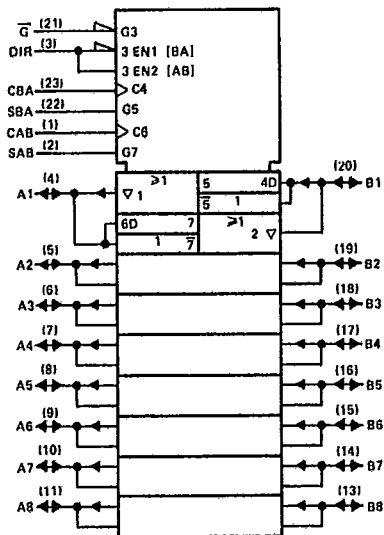 G̅ (21) G3
DIR (3) 3 EN1 [BA]
3 EN2 [AB]
CBA (23) C4
SBA (22) G5
CAB (1) C6
SAB (2) G7
A1 (4) ≥1 ▽ 1 5 4D (20) B1
5̅ 1
6D 7 ≥1
1 7̅ 2 ▽
A2 (5) (19) B2
A3 (6) (18) B3
A4 (7) (17) B4
A5 (8) (16) B5
A6 (9) (15) B6
A7 (10) (14) B7
A8 (11) (13) B8